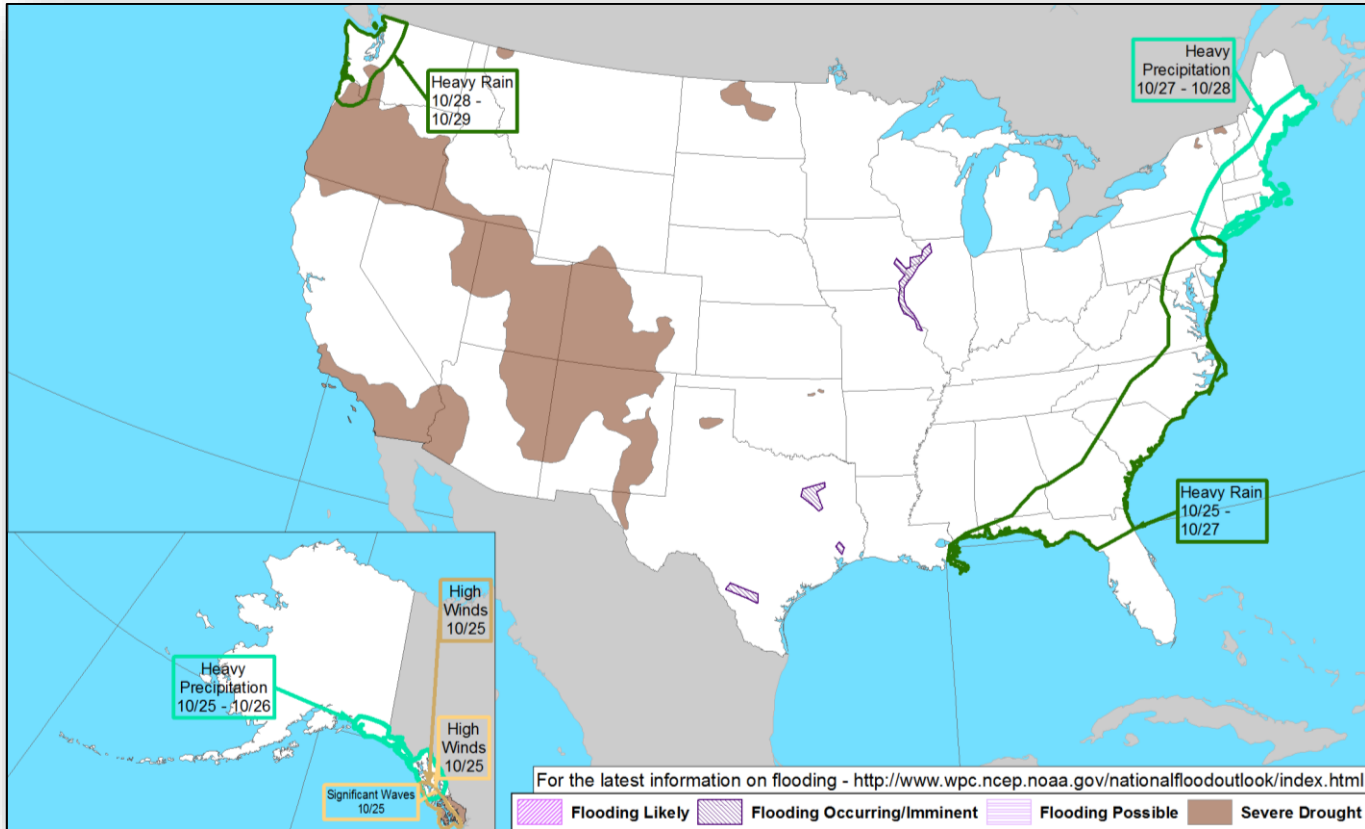 Heavy Rain
10/28 -
10/29
Heavy
Precipitation
10/27 - 10/28
Heavy Rain
10/25 -
10/27
High
Winds
10/25
Heavy
Precipitation
10/25 - 10/26
High
Winds
10/25
Significant Waves
10/25
For the latest information on flooding - http://www.wpc.ncep.noaa.gov/nationalfloodoutlook/index.html
Flooding Likely
Flooding Occurring/Imminent
Flooding Possible
Severe Drought